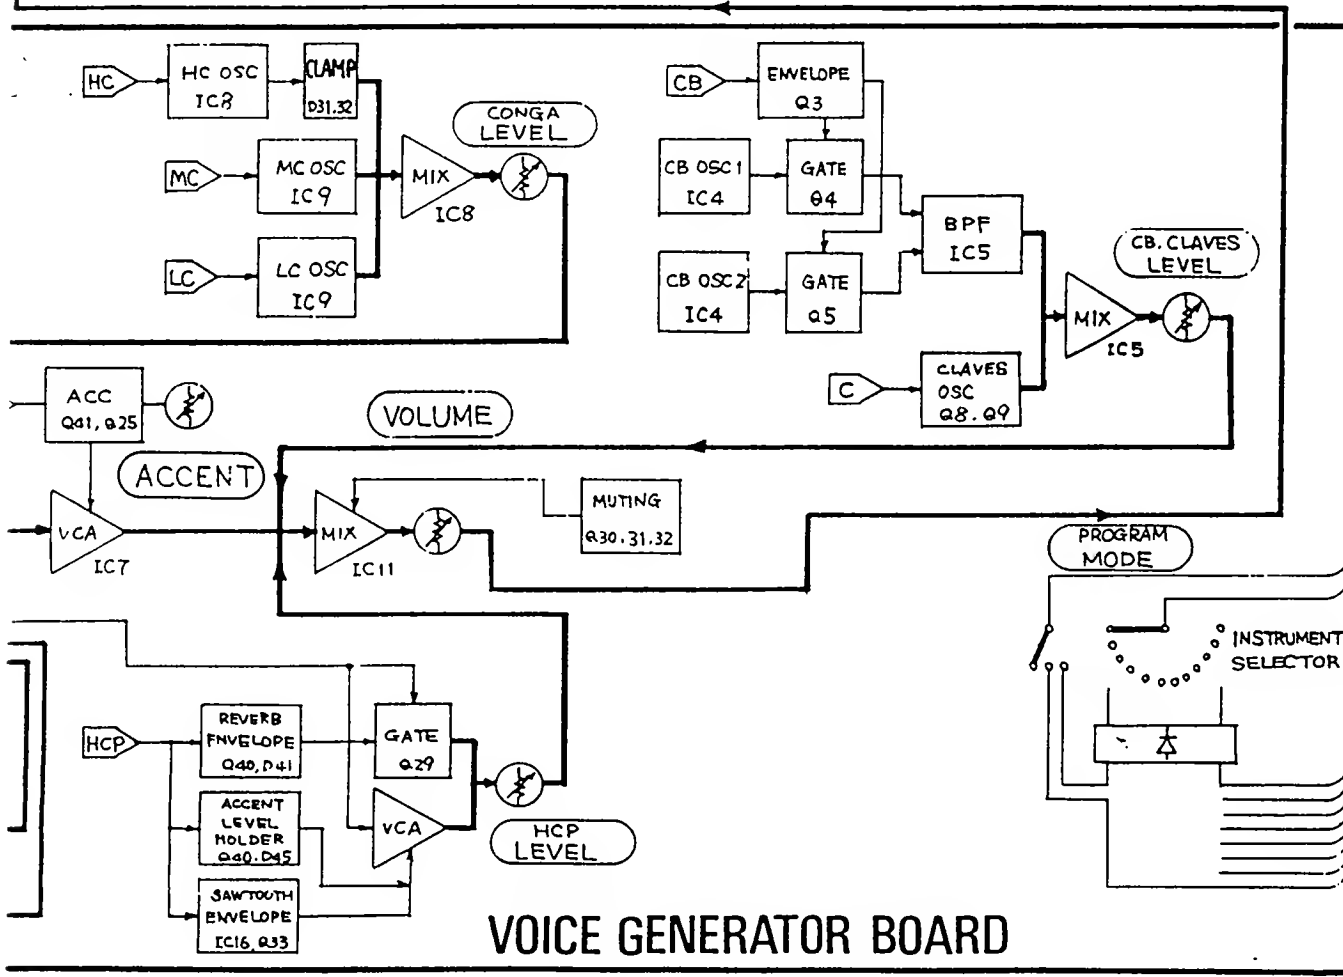 HC
HC OSC
IC8
CLAMP
D31.32
CONGA
LEVEL
MC
MC OSC
IC9
MIX
IC8
LC
LC OSC
IC9
CB
ENVELOPE
Q3
CB OSC1
IC4
GATE
Q4
BPF
IC5
CB OSC2
IC4
GATE
Q5
CB. CLAVES
LEVEL
MIX
IC5
C
CLAVES
OSC
Q8. Q9
ACC
Q41, Q25
VOLUME
ACCENT
VCA
IC7
MIX
IC11
MUTING
Q30.31.32
PROGRAM
MODE
INSTRUMENT
SELECTOR
HCP
REVERB
ENVELOPE
Q40, D41
GATE
Q29
ACCENT
LEVEL
HOLDER
Q40.D45
VCA
HCP
LEVEL
SAWTOUTH
ENVELOPE
IC16, Q33
VOICE GENERATOR BOARD